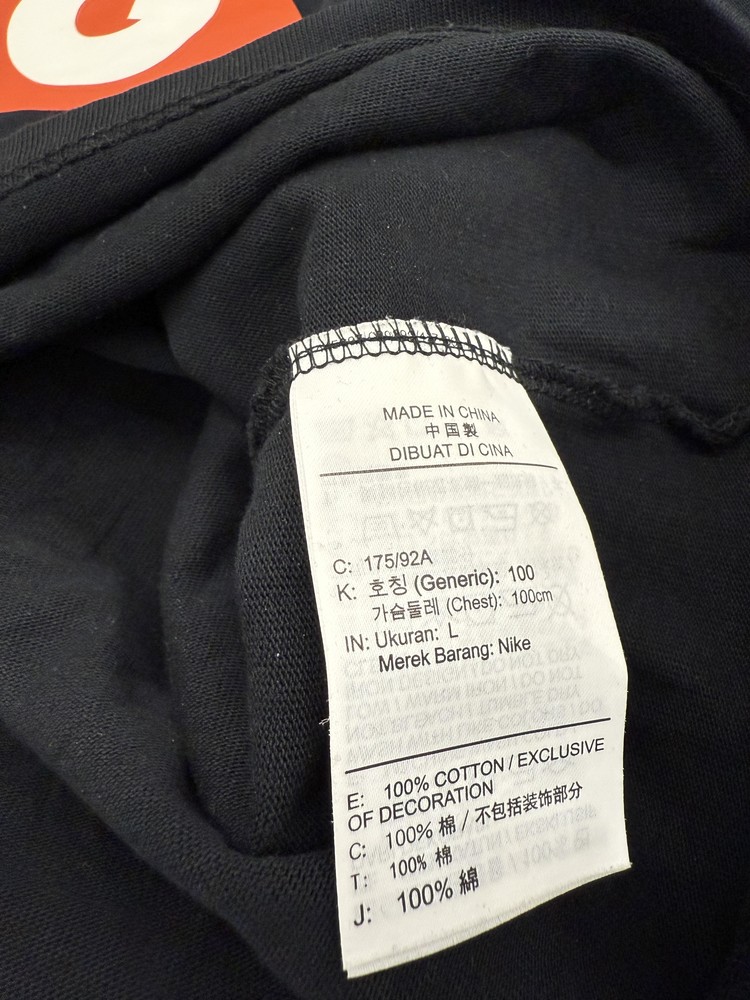 G
MADE IN CHINA
中国製
DIBUAT DI CINA
C: 175/92A
K: 호칭 (Generic): 100
가슴둘레 (Chest): 100cm
IN: Ukuran: L
Merek Barang: Nike
E: 100% COTTON / EXCLUSIVE
OF DECORATION
C: 100% 棉 / 不包括装饰部分
T: 100% 棉
J: 100% 綿